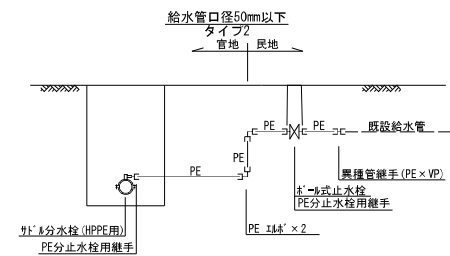 給水管口径50mm以下
タイプ2
官地 民地
PE PE 既設給水管
PE
PE
異種管継手(PE×VP)
ﾎﾞｰﾙ式止水栓
PE分止水栓用継手
ｻﾄﾞﾙ分水栓(HPPE用)
PE ｴﾙﾎﾞ×2
PE分止水栓用継手